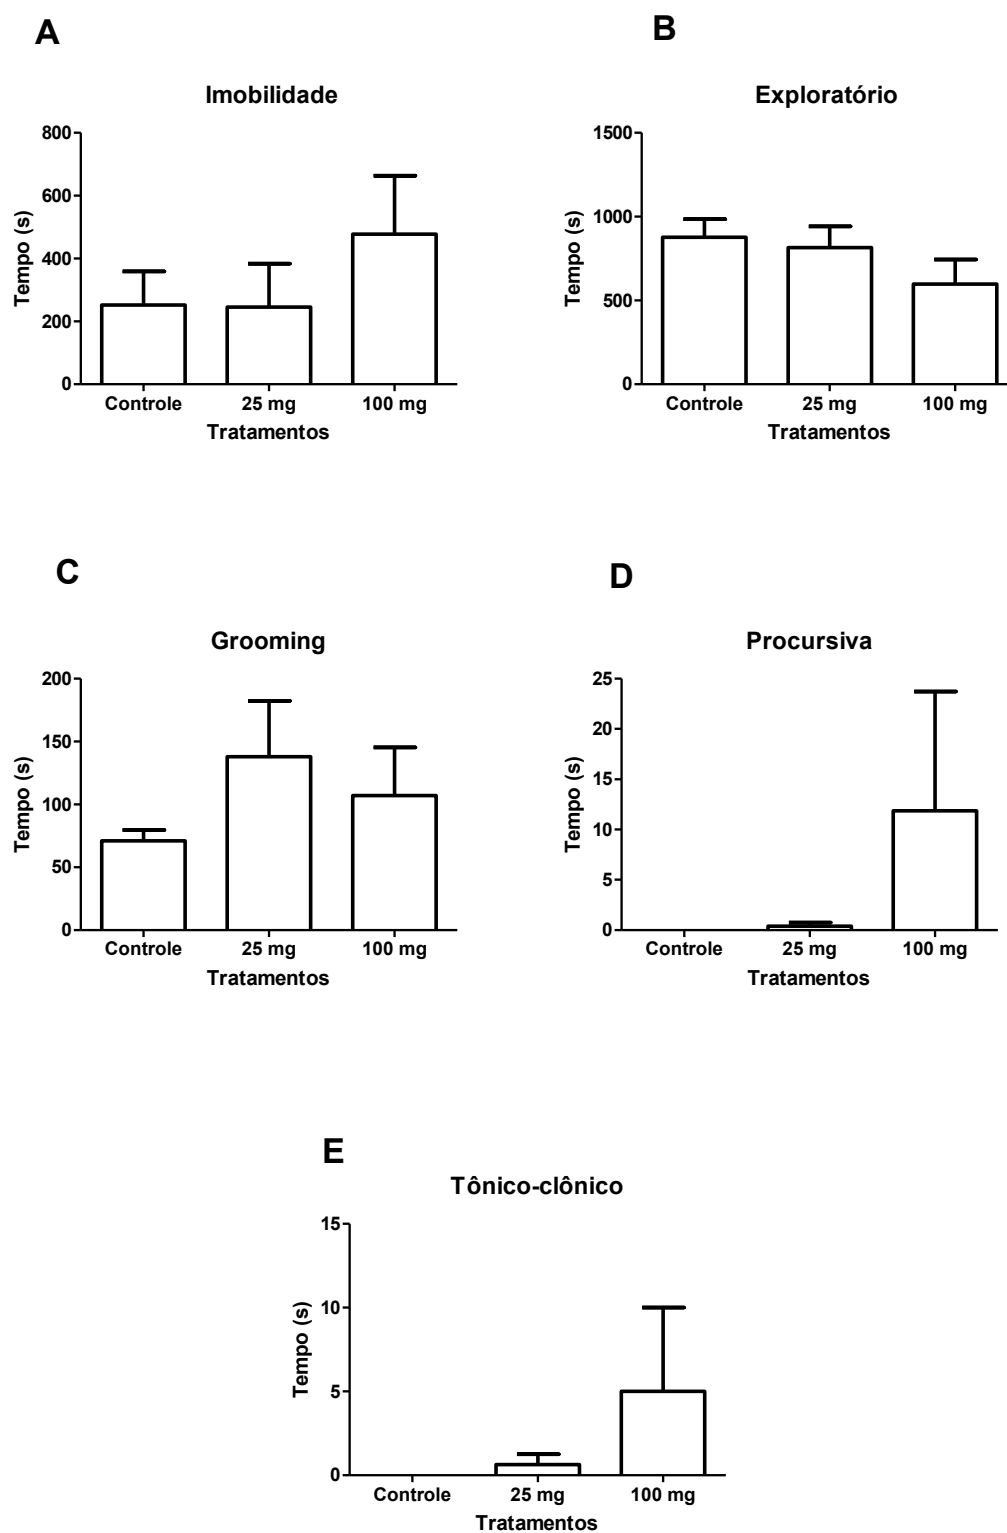 A
Imobilidade
800
600
400
200
0
Tempo (s)
Controle 25 mg 100 mg
Tratamentos
B
Exploratório
1500
1000
500
0
Tempo (s)
Controle 25 mg 100 mg
Tratamentos
C
Grooming
200
150
100
50
0
Tempo (s)
Controle 25 mg 100 mg
Tratamentos
D
Procursiva
25
20
15
10
5
0
Tempo (s)
Controle 25 mg 100 mg
Tratamentos
E
Tônico-clônico
15
10
5
0
Tempo (s)
Controle 25 mg 100 mg
Tratamentos